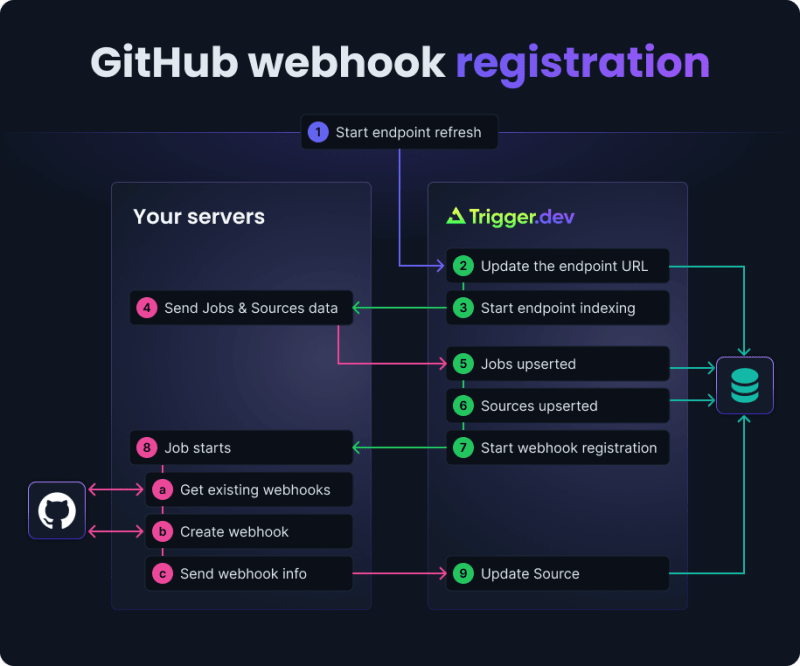 GitHub webhook registration
1 Start endpoint refresh
Your servers
Trigger.dev
2 Update the endpoint URL
4 Send Jobs & Sources data
3 Start endpoint indexing
5 Jobs upserted
6 Sources upserted
8 Job starts
7 Start webhook registration
a Get existing webhooks
b Create webhook
c Send webhook info
9 Update Source